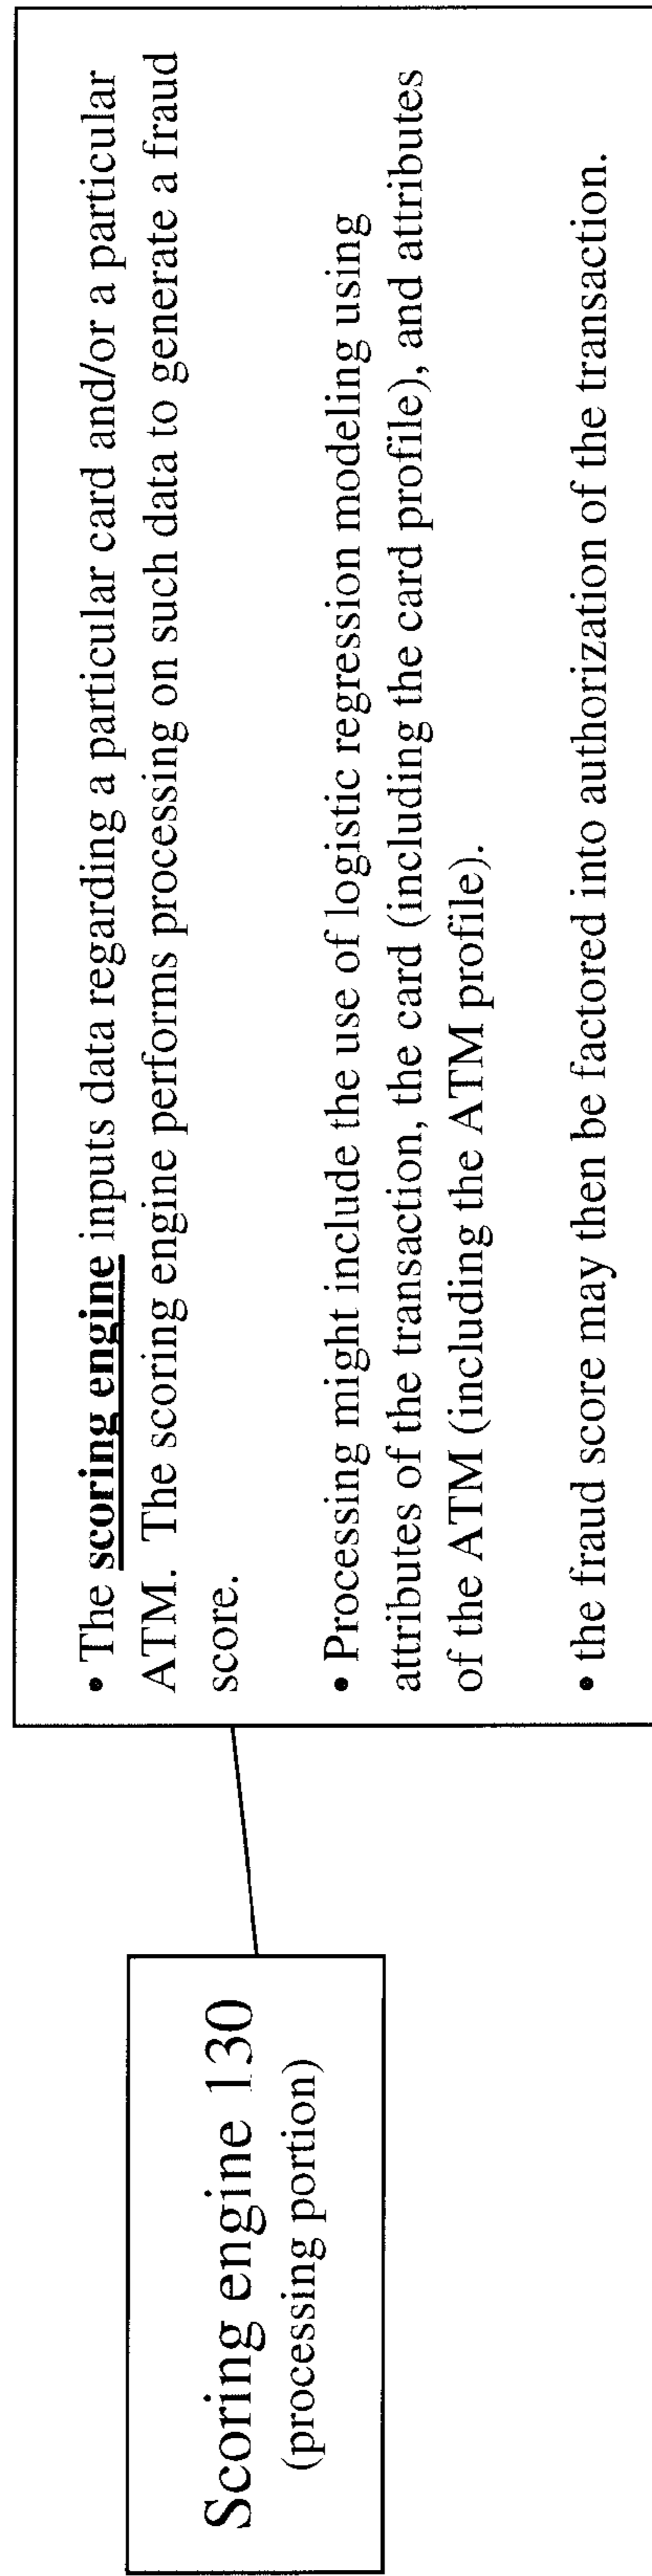 Scoring engine 130
(processing portion)
• The scoring engine inputs data regarding a particular card and/or a particular
ATM. The scoring engine performs processing on such data to generate a fraud
score.
• Processing might include the use of logistic regression modeling using
attributes of the transaction, the card (including the card profile), and attributes
of the ATM (including the ATM profile).
• the fraud score may then be factored into authorization of the transaction.